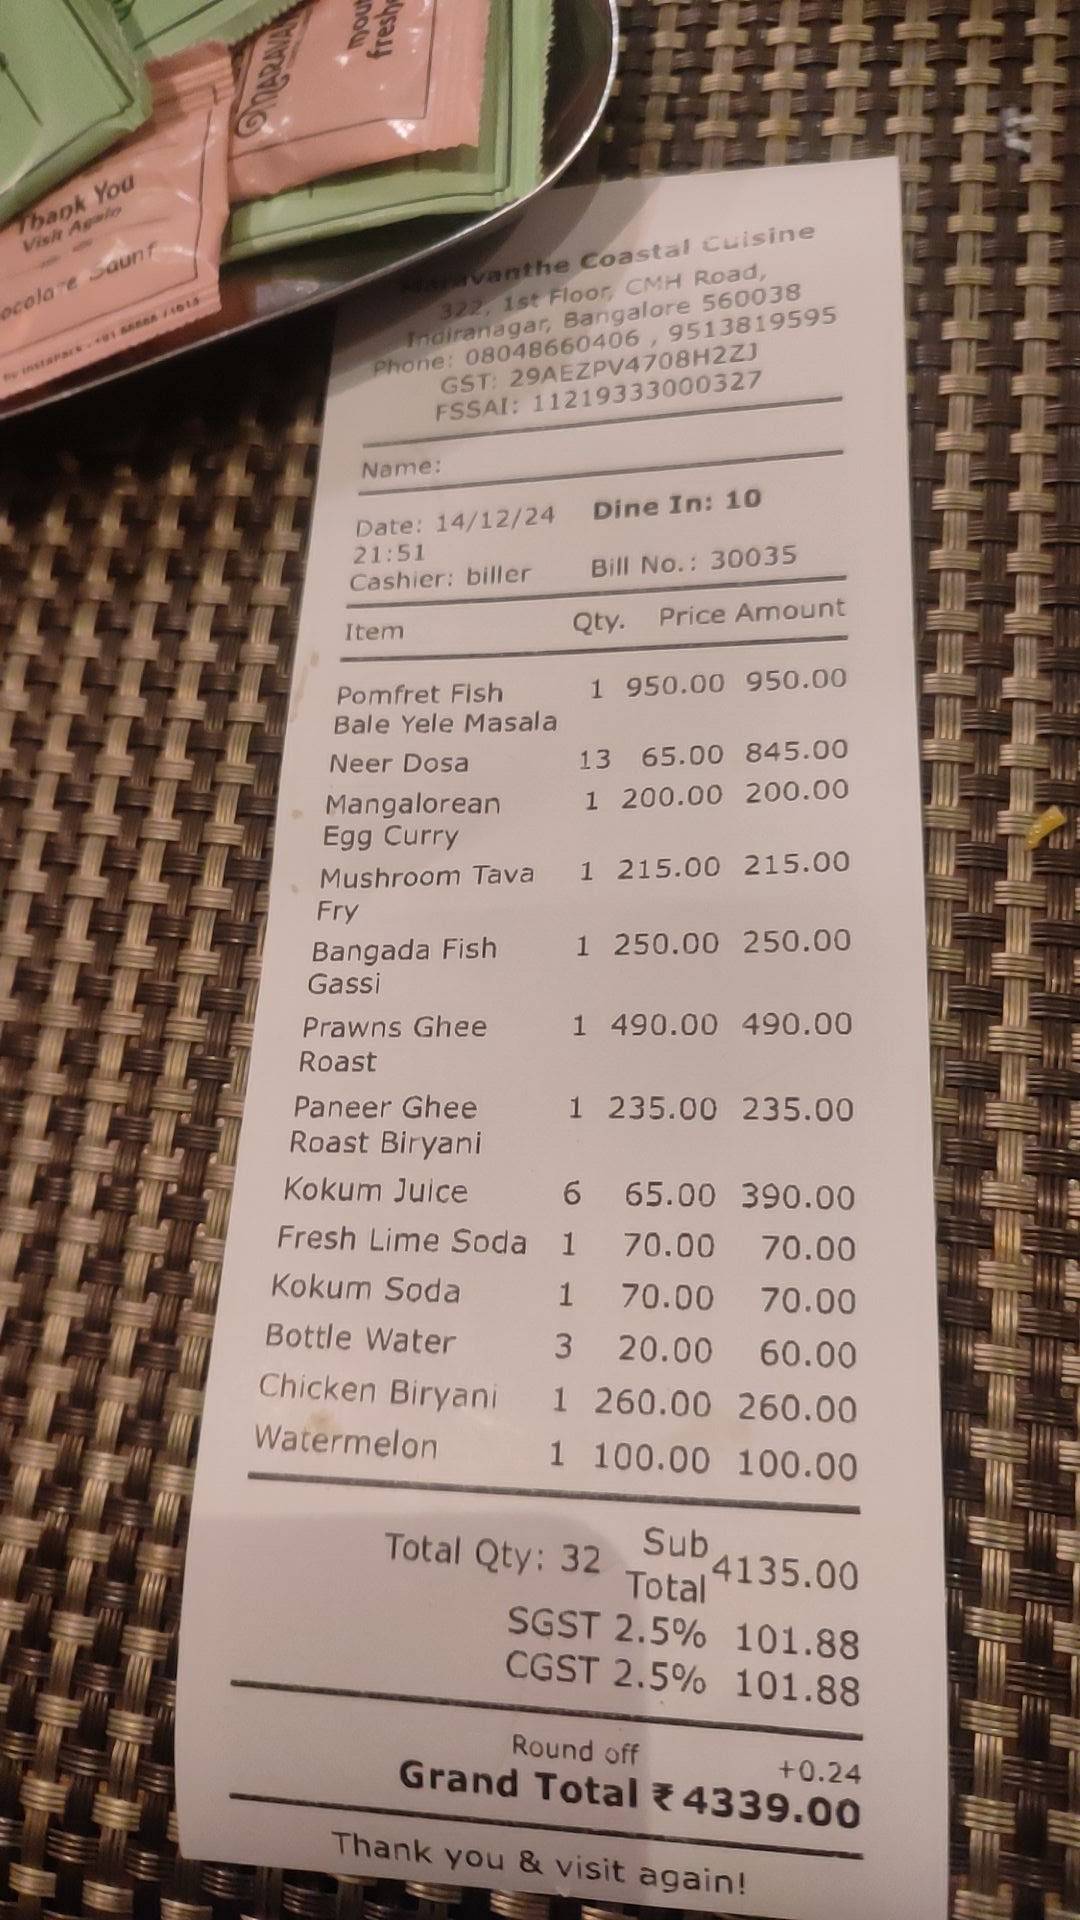 mou
fresh
Thank You
Visit Again
Saunf
Maravanthe Coastal Cuisine
322, 1st Floor, CMH Road,
Indiranagar, Bangalore 560038
Phone: 08048660406 , 9513819595
GST: 29AEZPV4708H2ZJ
FSSAI: 11219333000327
Name:
Date: 14/12/24 Dine In: 10
21:51
Cashier: biller Bill No.: 30035
Item Qty. Price Amount
Pomfret Fish 1 950.00 950.00
Bale Yele Masala
Neer Dosa 13 65.00 845.00
Mangalorean 1 200.00 200.00
Egg Curry
Mushroom Tava 1 215.00 215.00
Fry
Bangada Fish 1 250.00 250.00
Gassi
Prawns Ghee 1 490.00 490.00
Roast
Paneer Ghee 1 235.00 235.00
Roast Biryani
Kokum Juice 6 65.00 390.00
Fresh Lime Soda 1 70.00 70.00
Kokum Soda 1 70.00 70.00
Bottle Water 3 20.00 60.00
Chicken Biryani 1 260.00 260.00
Watermelon 1 100.00 100.00
Total Qty: 32 Sub Total 4135.00
SGST 2.5% 101.88
CGST 2.5% 101.88
Round off +0.24
Grand Total ₹4339.00
Thank you & visit again!